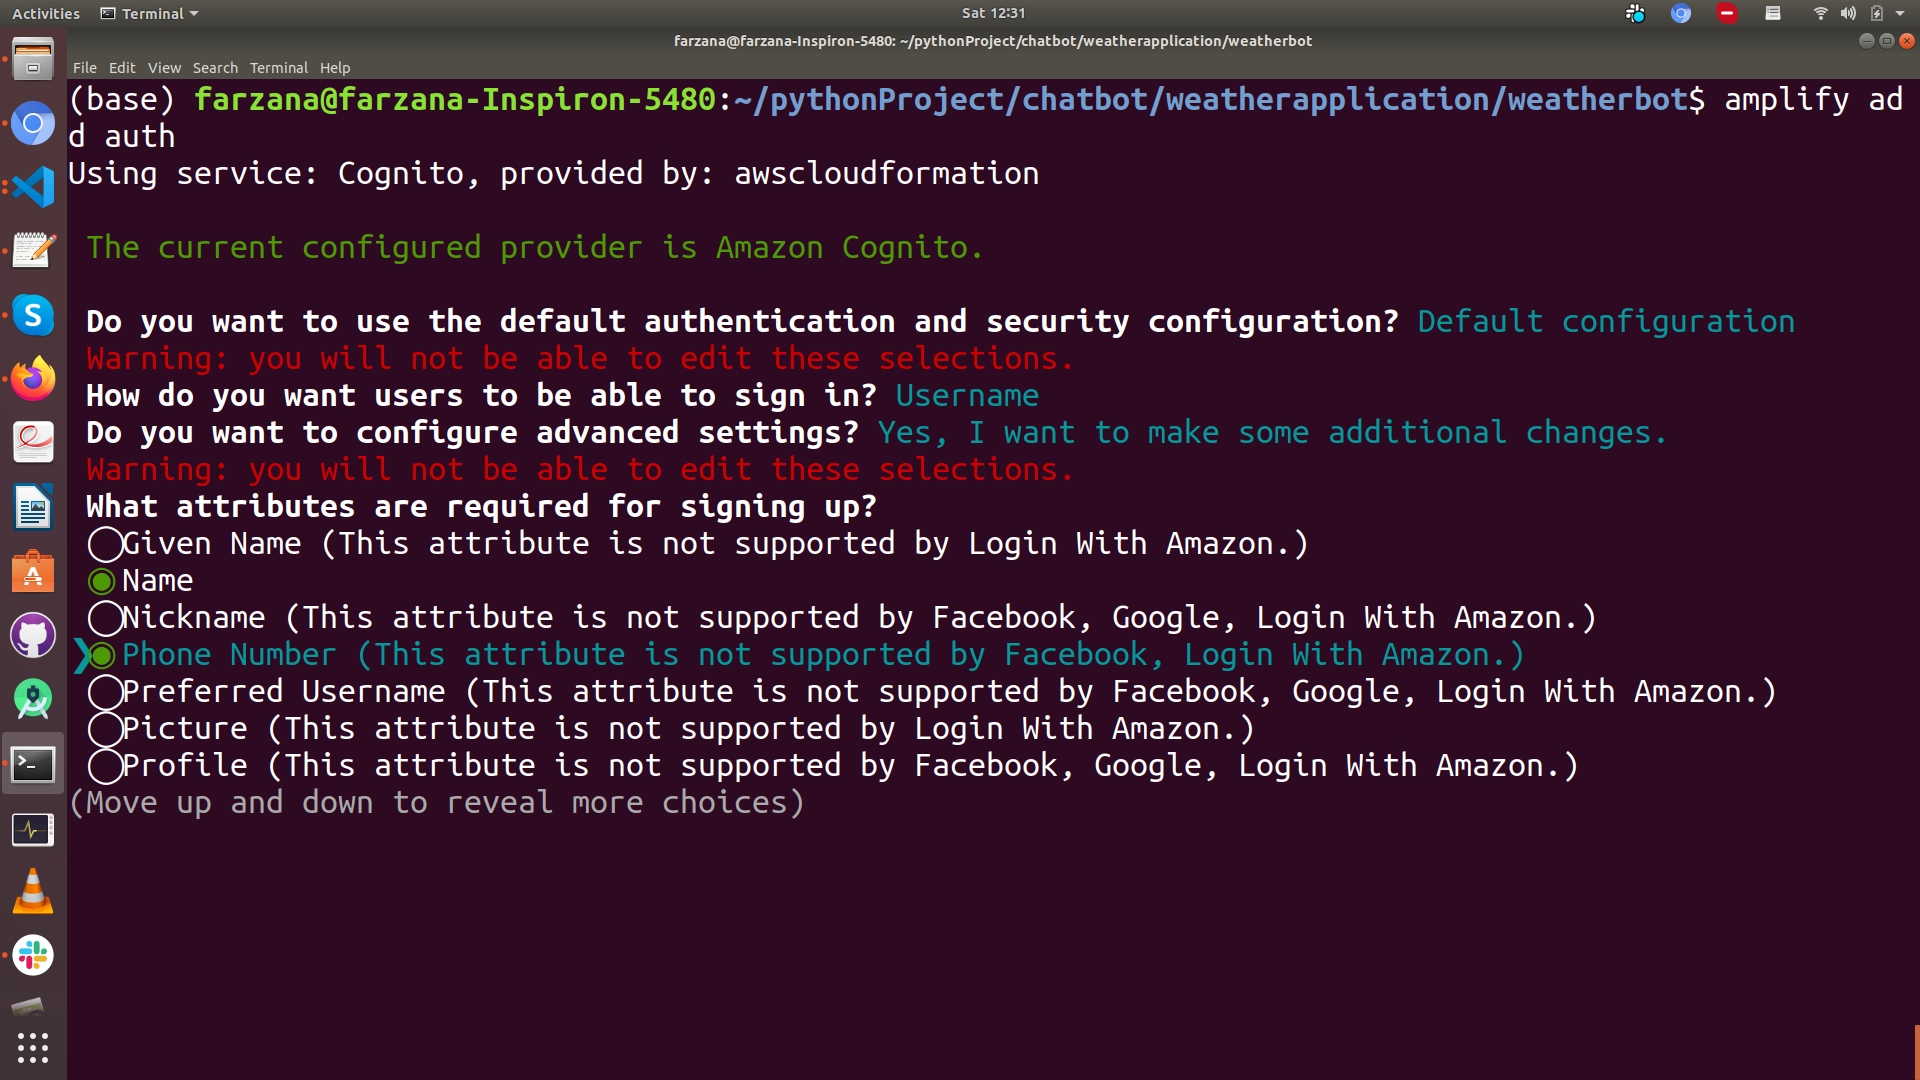 Activities Terminal Sat 12:31
farzana@farzana-Inspiron-5480: ~/pythonProject/chatbot/weatherapplication/weatherbot
File Edit View Search Terminal Help
(base) farzana@farzana-Inspiron-5480:~/pythonProject/chatbot/weatherapplication/weatherbot$ amplify ad
d auth
Using service: Cognito, provided by: awscloudformation
The current configured provider is Amazon Cognito.
Do you want to use the default authentication and security configuration? Default configuration
Warning: you will not be able to edit these selections.
How do you want users to be able to sign in? Username
Do you want to configure advanced settings? Yes, I want to make some additional changes.
Warning: you will not be able to edit these selections.
What attributes are required for signing up?
◯Given Name (This attribute is not supported by Login With Amazon.)
◉ Name
◯Nickname (This attribute is not supported by Facebook, Google, Login With Amazon.)
❯◉ Phone Number (This attribute is not supported by Facebook, Login With Amazon.)
◯Preferred Username (This attribute is not supported by Facebook, Google, Login With Amazon.)
◯Picture (This attribute is not supported by Login With Amazon.)
◯Profile (This attribute is not supported by Facebook, Google, Login With Amazon.)
(Move up and down to reveal more choices)